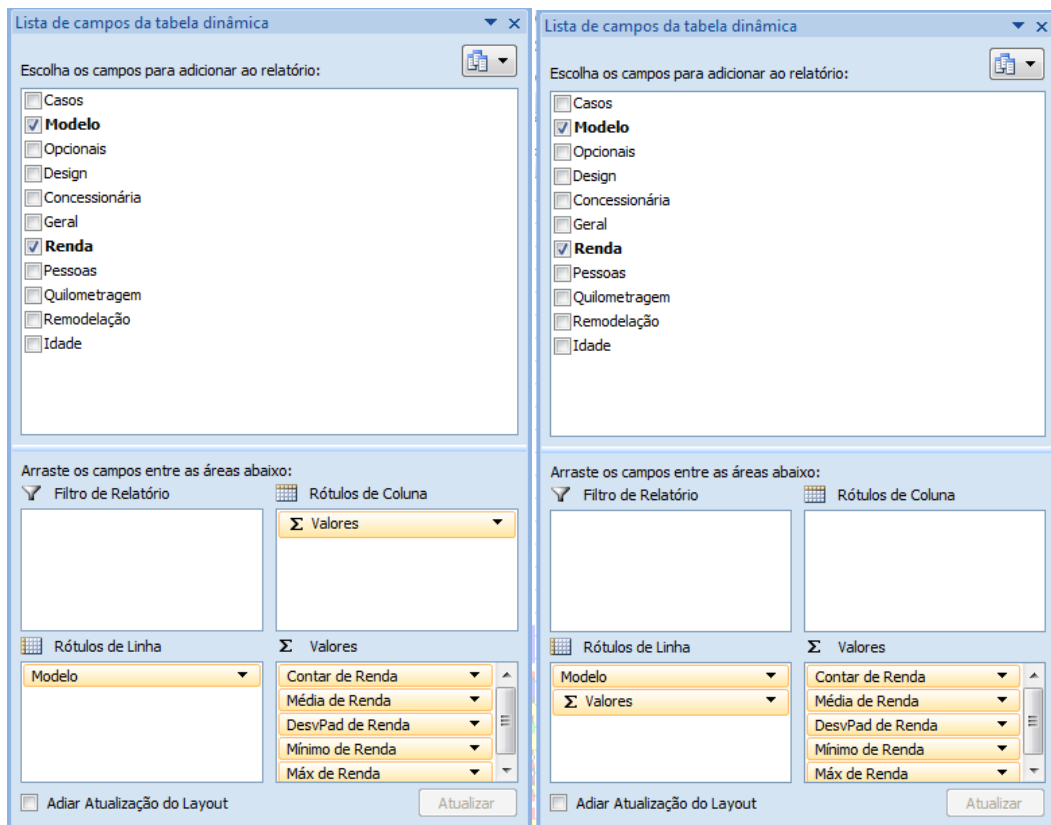 Lista de campos da tabela dinâmica
Escolha os campos para adicionar ao relatório:
Casos
Modelo
Opcionais
Design
Concessionária
Geral
Renda
Pessoas
Quilometragem
Remodelação
Idade
Arraste os campos entre as áreas abaixo:
Filtro de Relatório
Rótulos de Coluna
Σ Valores
Rótulos de Linha
Σ Valores
Modelo
Contar de Renda
Média de Renda
DesvPad de Renda
Mínimo de Renda
Máx de Renda
Adiar Atualização do Layout
Atualizar
Lista de campos da tabela dinâmica
Escolha os campos para adicionar ao relatório:
Casos
Modelo
Opcionais
Design
Concessionária
Geral
Renda
Pessoas
Quilometragem
Remodelação
Idade
Arraste os campos entre as áreas abaixo:
Filtro de Relatório
Rótulos de Coluna
Rótulos de Linha
Σ Valores
Modelo
Σ Valores
Contar de Renda
Média de Renda
DesvPad de Renda
Mínimo de Renda
Máx de Renda
Adiar Atualização do Layout
Atualizar